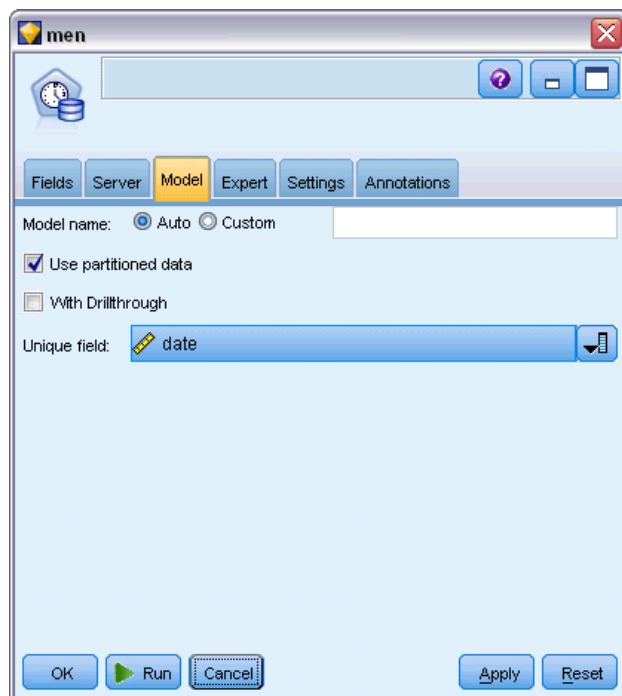 men
Fields Server Model Expert Settings Annotations
Model name: Auto Custom
Use partitioned data
With Drillthrough
Unique field: date
OK Run Cancel Apply Reset